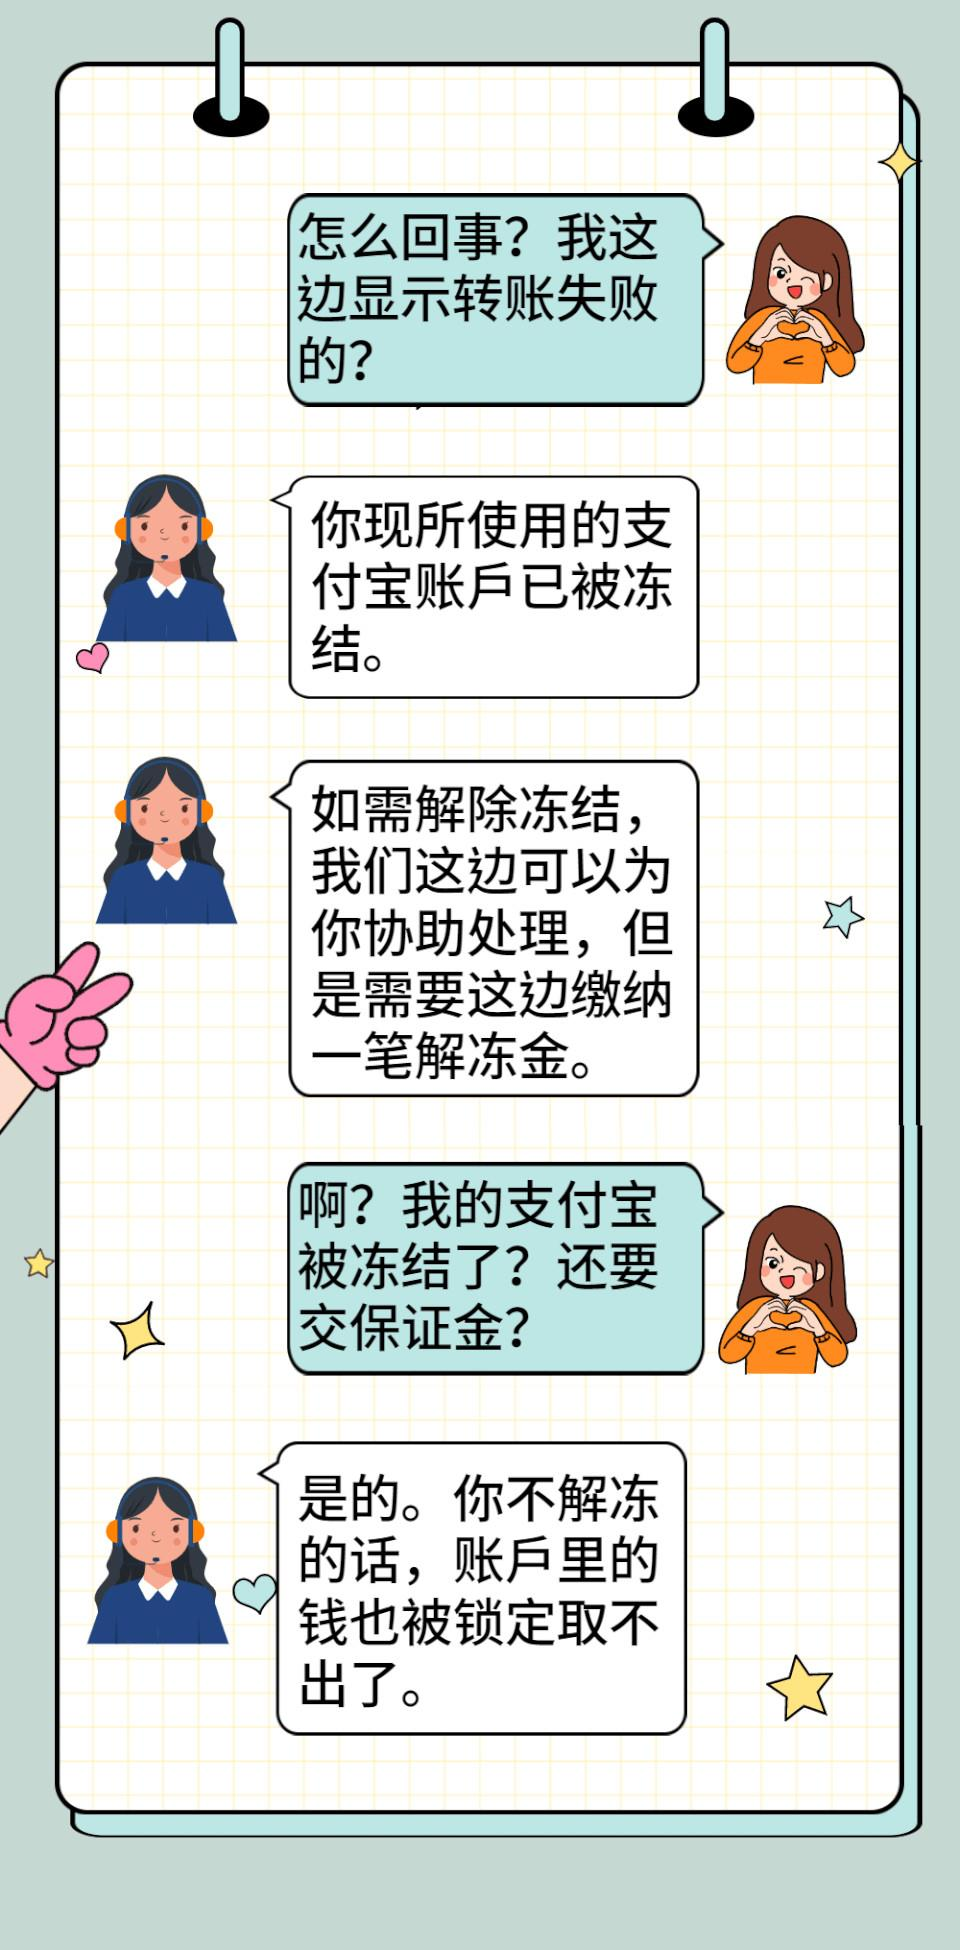 怎么回事？我这
边显示转账失败
的？
你现所使用的支
付宝账戶已被冻
结。
如需解除冻结，
我们这边可以为
你协助处理，但
是需要这边缴纳
一笔解冻金。
啊？我的支付宝
被冻结了？还要
交保证金？
是的。你不解冻
的话，账戶里的
钱也被锁定取不
出了。